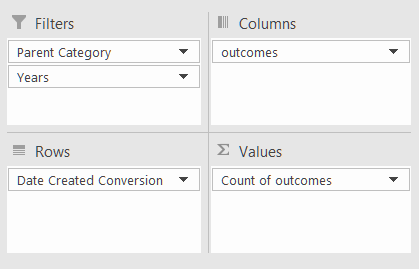 Filters
Parent Category
Years
Columns
outcomes
Rows
Date Created Conversion
Values
Count of outcomes